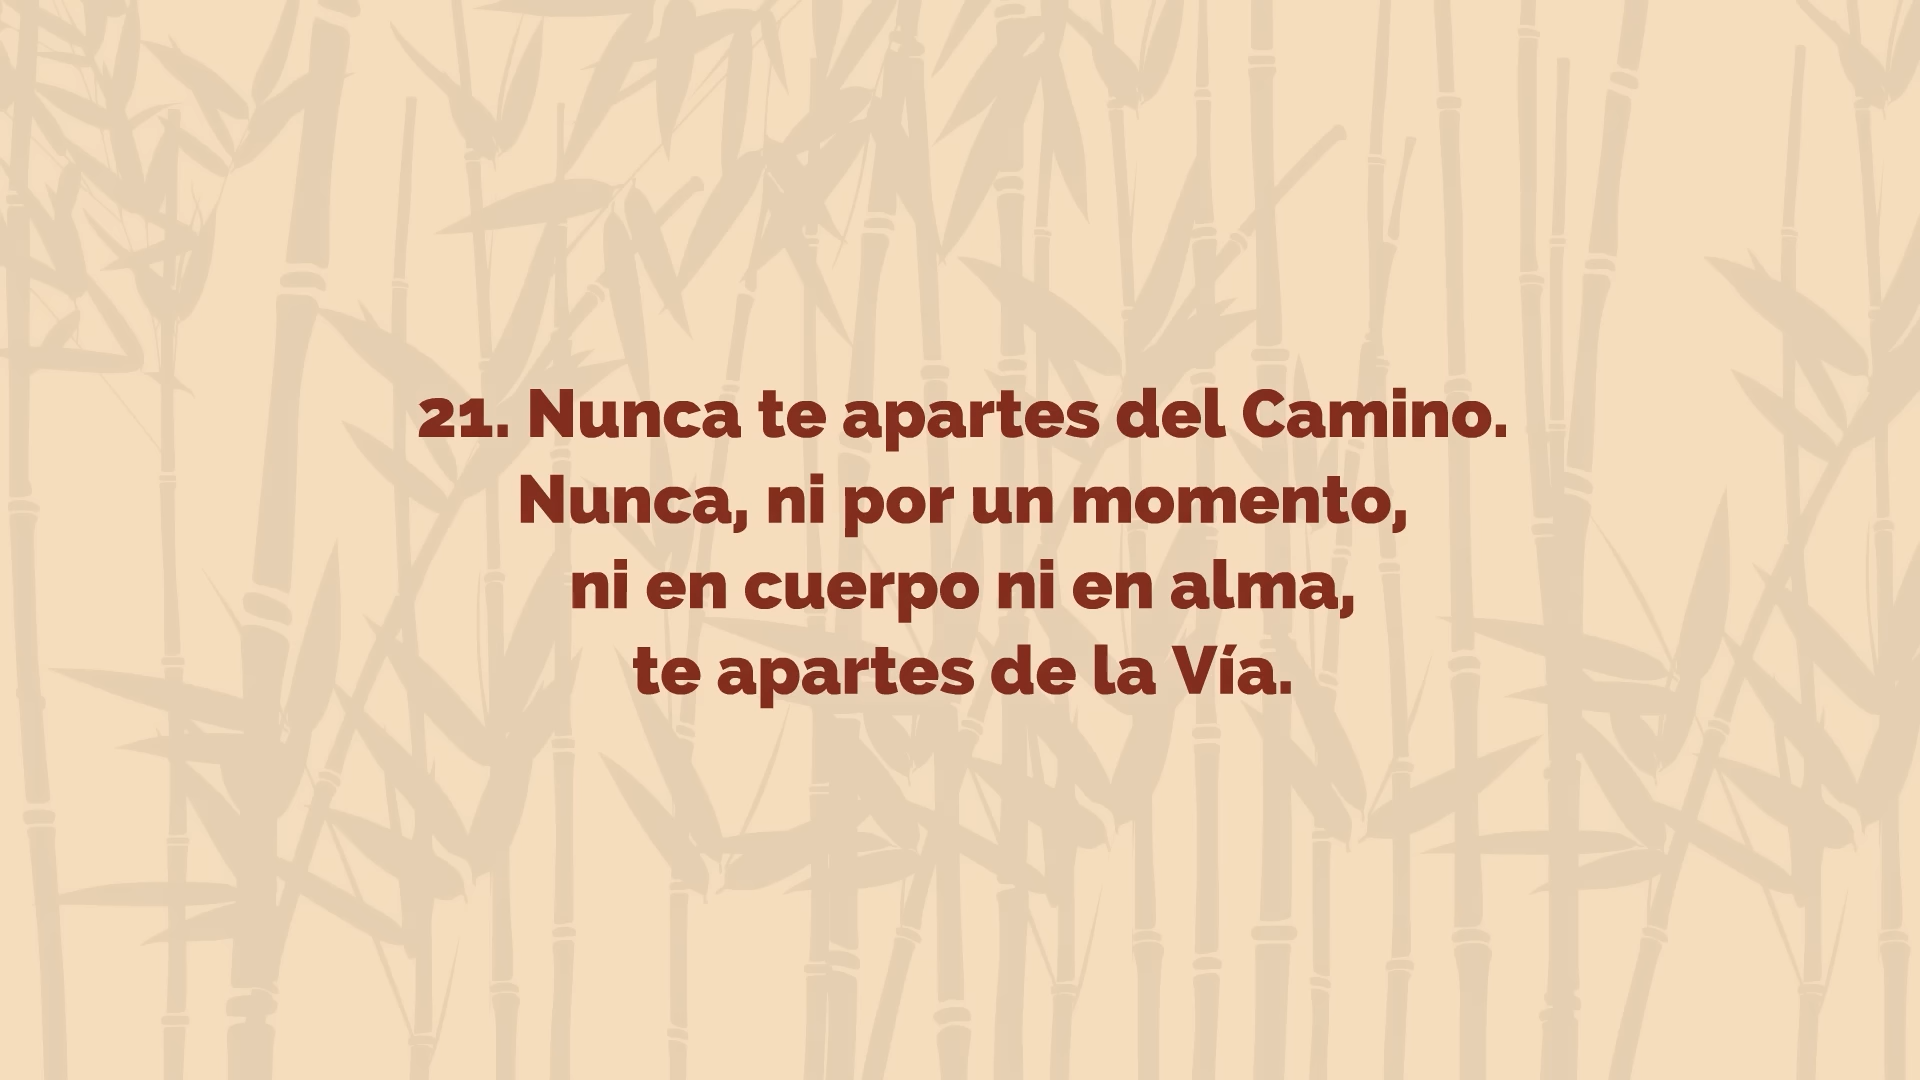 21. Nunca te apartes del Camino.
Nunca, ni por un momento,
ni en cuerpo ni en alma,
te apartes de la Vía.